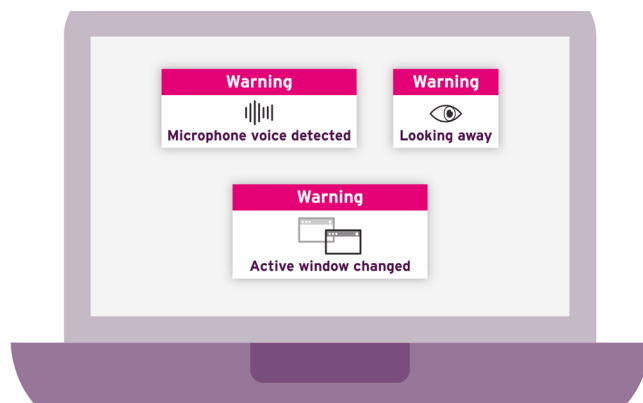 Warning
Microphone voice detected
Warning
Looking away
Warning
Active window changed